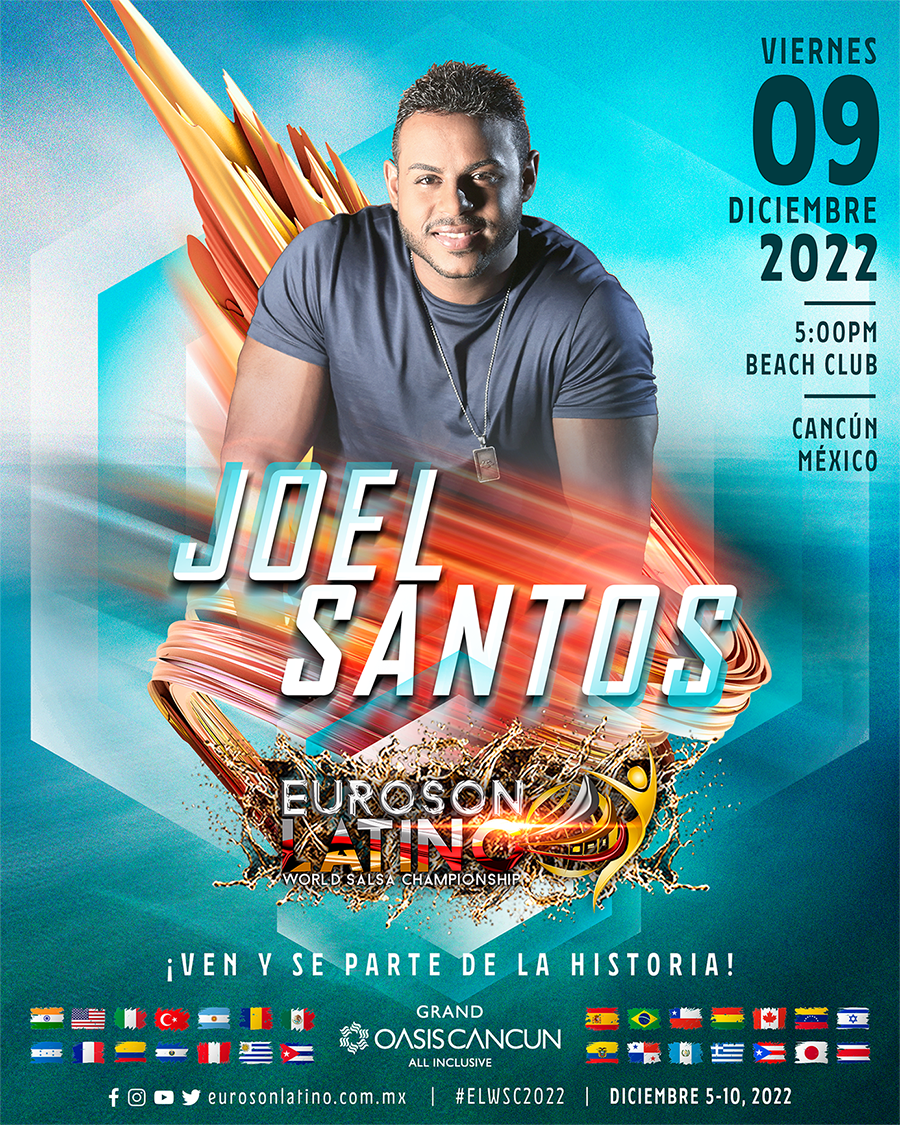 VIERNES
09
DICIEMBRE
2022
5:00PM
BEACH CLUB
CANCÚN
MÉXICO
JOEL
SANTOS
EUROSON
LATINO
WORLD SALSA CHAMPIONSHIP
¡VEN Y SE PARTE DE LA HISTORIA!
GRAND
OASIS CANCUN
ALL INCLUSIVE
eurosonlatino.com.mx | #ELWSC2022 | DICIEMBRE 5-10, 2022